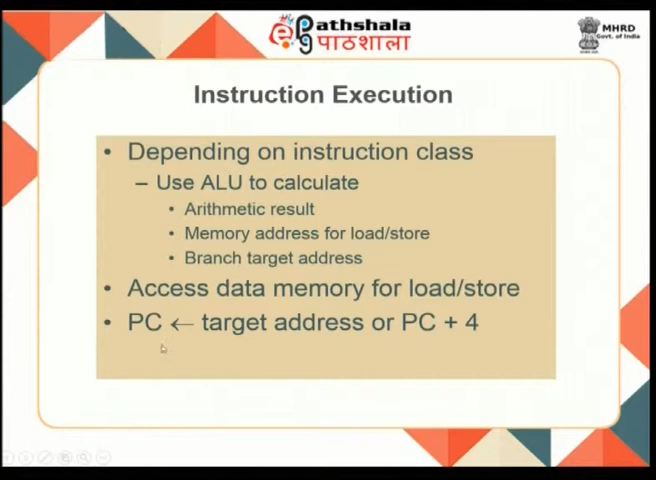 e pg Pathshala
पाठशाला
MHRD
Govt. of India
Instruction Execution
• Depending on instruction class
– Use ALU to calculate
• Arithmetic result
• Memory address for load/store
• Branch target address
• Access data memory for load/store
• PC ← target address or PC + 4